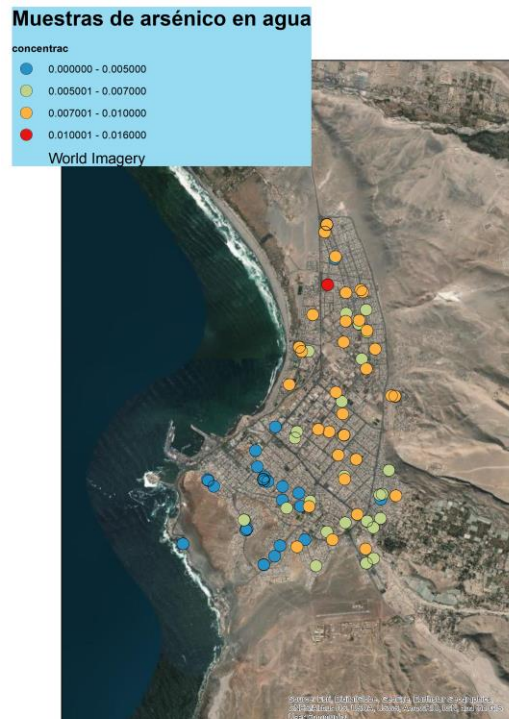 Muestras de arsénico en agua
concentrac
0.000000 - 0.005000
0.005001 - 0.007000
0.007001 - 0.010000
0.010001 - 0.016000
World Imagery